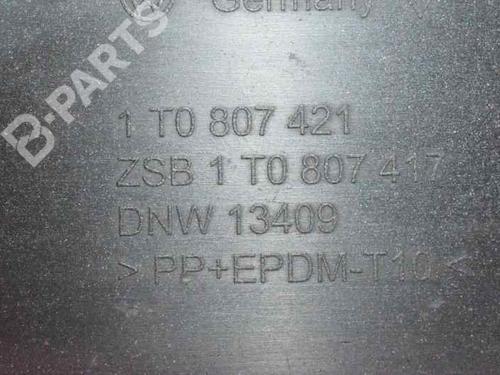 Germany
B-PARTS
1 T0 807 421
ZSB 1 T0 807 417
DNW 13409
> PP+EPDM-T10 <